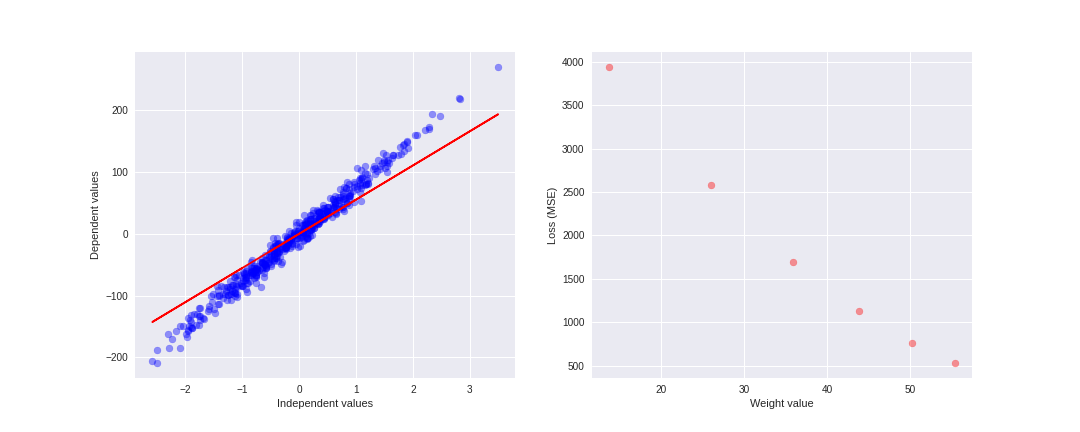 200
100
0
−100
−200
Dependent values
−2 −1 0 1 2 3
Independent values
4000
3500
3000
2500
2000
1500
1000
500
Loss (MSE)
20 30 40 50
Weight value